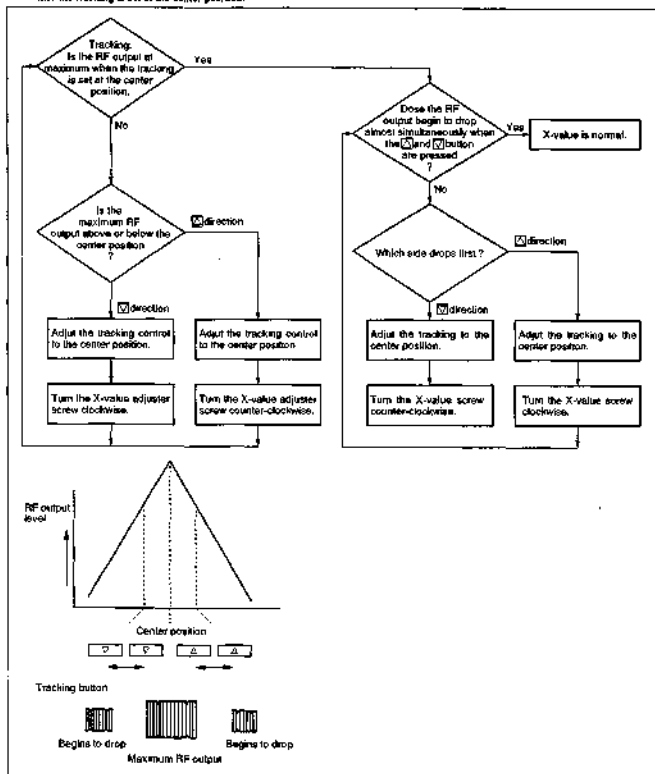 Tracking:
Is the RF output at
maximum when the tracking
is set at the center
position.
Yes
No
Is the
maximum RF
output above or below the
center position
?
△direction
▽direction
Adjut the tracking control
to the center position.
Turn the X-value adjuster
screw clockwise.
Adjut the tracking control
to the center position
Turn the X-value adjuster
screw counter-clockwise.
Dose the RF
output begin to drop
almost simultaneously when
the △and ▽button
are pressed
?
Yes
X-value is normal.
No
Which side drops first ?
△direction
▽direction
Adjut the tracking to the
center position.
Turn the X-value screw
counter-clockwise.
Adjut the tracking to the
center position.
Turn the X-value screw
clockwise.
RF output
level
Center position
▽ ▽ △ △
Tracking button
Begins to drop
Maximum RF output
Begins to drop